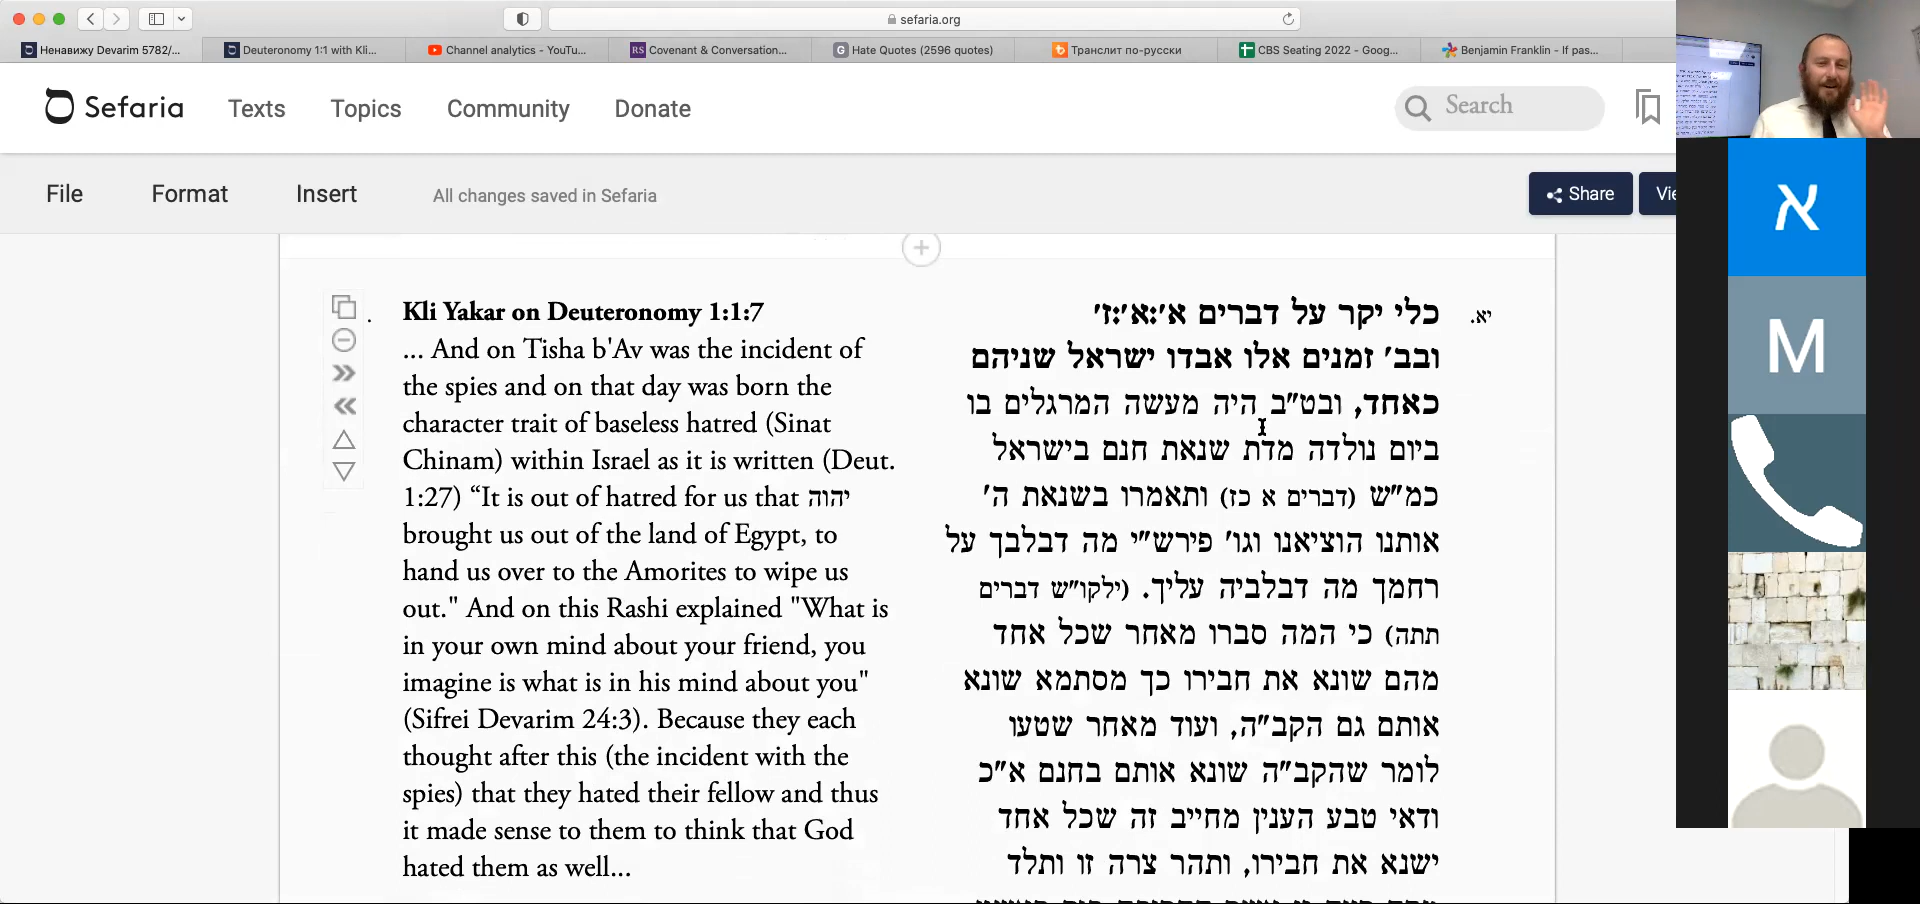 sefaria.org
Ненавижу Devarim 5782/...
Deuteronomy 1:1 with Kli...
Channel analytics - YouTu...
RS Covenant & Conversation...
G Hate Quotes (2596 quotes)
Транслит по-русски
CBS Seating 2022 - Goog...
Benjamin Franklin - If pas...
Sefaria
Texts
Topics
Community
Donate
Search
File
Format
Insert
All changes saved in Sefaria
Share
Vie
Kli Yakar on Deuteronomy 1:1:7
... And on Tisha b'Av was the incident of
the spies and on that day was born the
character trait of baseless hatred (Sinat
Chinam) within Israel as it is written (Deut.
1:27) “It is out of hatred for us that יהוה
brought us out of the land of Egypt, to
hand us over to the Amorites to wipe us
out." And on this Rashi explained "What is
in your own mind about your friend, you
imagine is what is in his mind about you"
(Sifrei Devarim 24:3). Because they each
thought after this (the incident with the
spies) that they hated their fellow and thus
it made sense to them to think that God
hated them as well...
יא.
כלי יקר על דברים א׳:א׳:ז׳
ובב' זמנים אלו אבדו ישראל שניהם
כאחד, ובט"ב היה מעשה המרגלים בו
ביום נולדה מדת שנאת חנם בישראל
כמ"ש (דברים א כז) ותאמרו בשנאת ה'
אותנו הוציאנו וגו' פירש"י מה דבלבך על
רחמך מה דבלביה עליך. (ילקו"ש דברים
תתה) כי המה סברו מאחר שכל אחד
מהם שונא את חבירו כך מסתמא שונא
אותם גם הקב"ה, ועוד מאחר שטעו
לומר שהקב"ה שונא אותם בחנם א"כ
ודאי טבע הענין מחייב זה שכל אחד
ישנא את חבירו, ותהר צרה זו ותלד
א
M